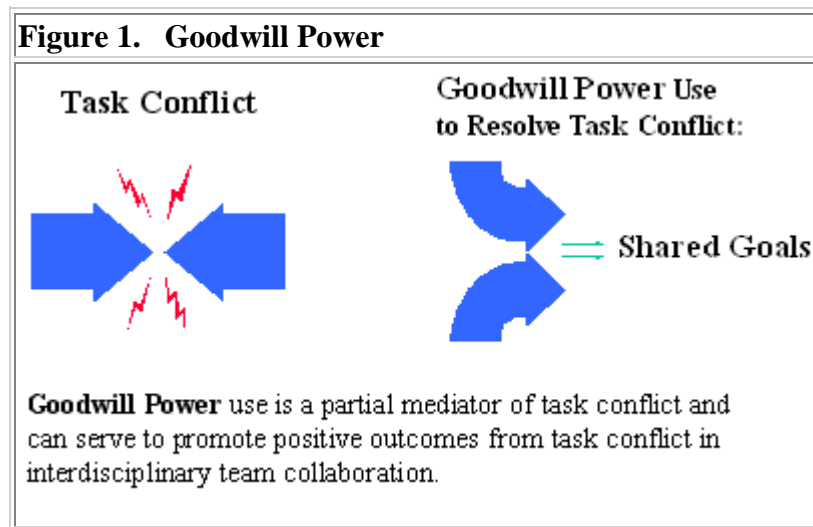 Figure 1. Goodwill Power
Task Conflict
Goodwill Power Use
to Resolve Task Conflict:
Shared Goals
Goodwill Power use is a partial mediator of task conflict and
can serve to promote positive outcomes from task conflict in
interdisciplinary team collaboration.